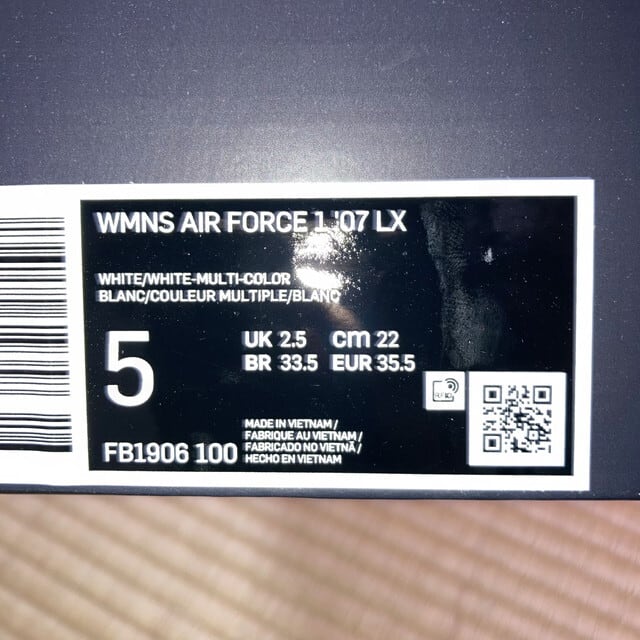 WMNS AIR FORCE 1 '07 LX
WHITE/WHITE-MULTI-COLOR
BLANC/COULEUR MULTIPLE/BLANC
5
UK 2.5 cm 22
BR 33.5 EUR 35.5
FB1906 100
MADE IN VIETNAM /
FABRIQUE AU VIETNAM /
FABRICADO NO VIETNÃ /
HECHO EN VIETNAM